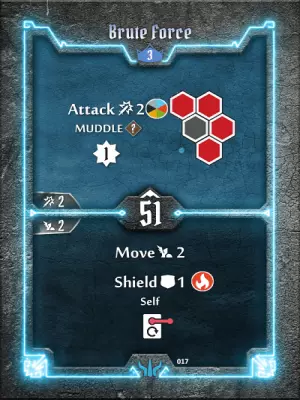 Brute Force
3
Attack 2
MUDDLE ?
1
2
51
2
Move 2
Shield 1
Self
017